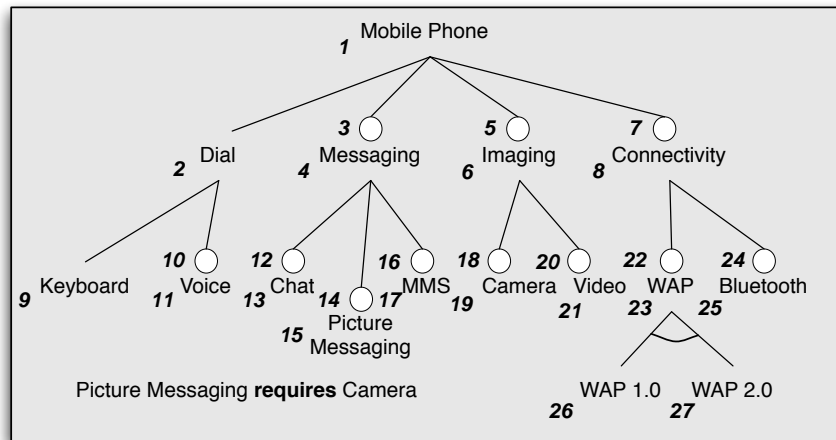 Mobile Phone
1
3 5 7
Dial Messaging Imaging Connectivity
2 4 6 8
10 12 16 18 20 22 24
Keyboard Voice Chat MMS Camera Video WAP Bluetooth
9 11 13 14 17 19 21 23 25
Picture
15
Messaging
Picture Messaging requires Camera
WAP 1.0 WAP 2.0
26 27